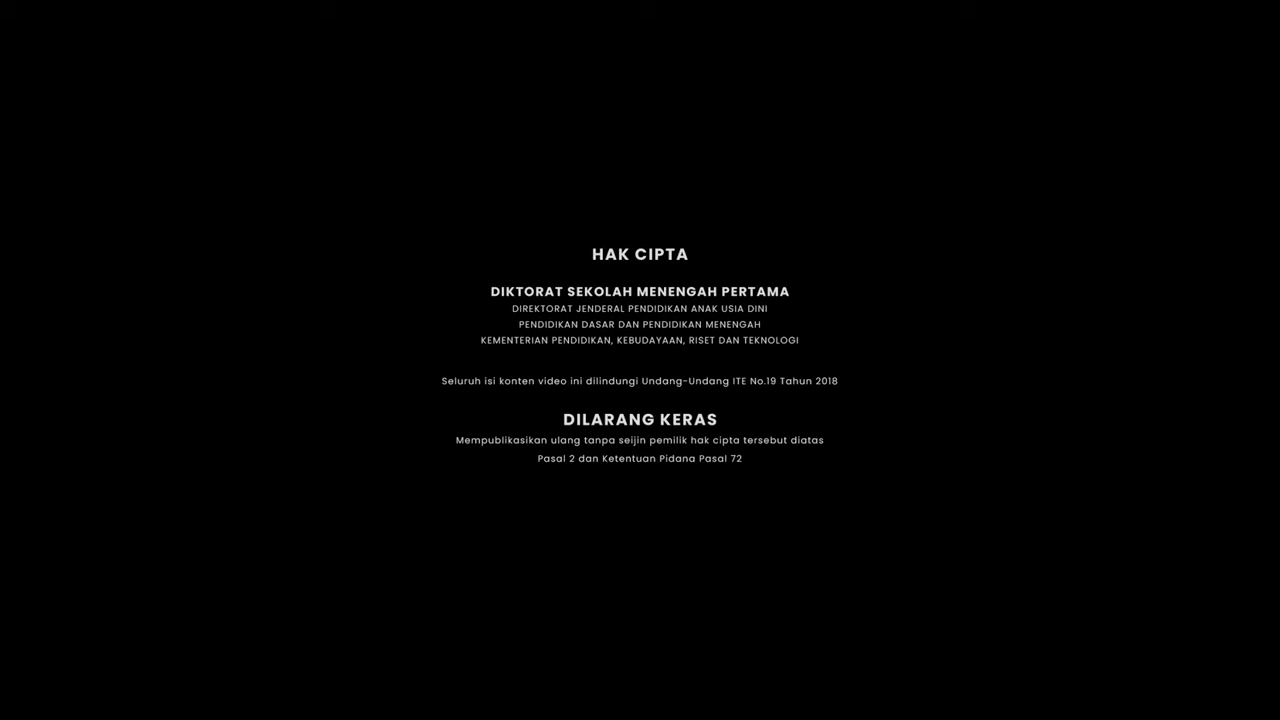 HAK CIPTA
DIKTORAT SEKOLAH MENENGAH PERTAMA
DIREKTORAT JENDERAL PENDIDIKAN ANAK USIA DINI
PENDIDIKAN DASAR DAN PENDIDIKAN MENENGAH
KEMENTERIAN PENDIDIKAN, KEBUDAYAAN, RISET DAN TEKNOLOGI
Seluruh isi konten video ini dilindungi Undang-Undang ITE No.19 Tahun 2018
DILARANG KERAS
Mempublikasikan ulang tanpa seijin pemilik hak cipta tersebut diatas
Pasal 2 dan Ketentuan Pidana Pasal 72